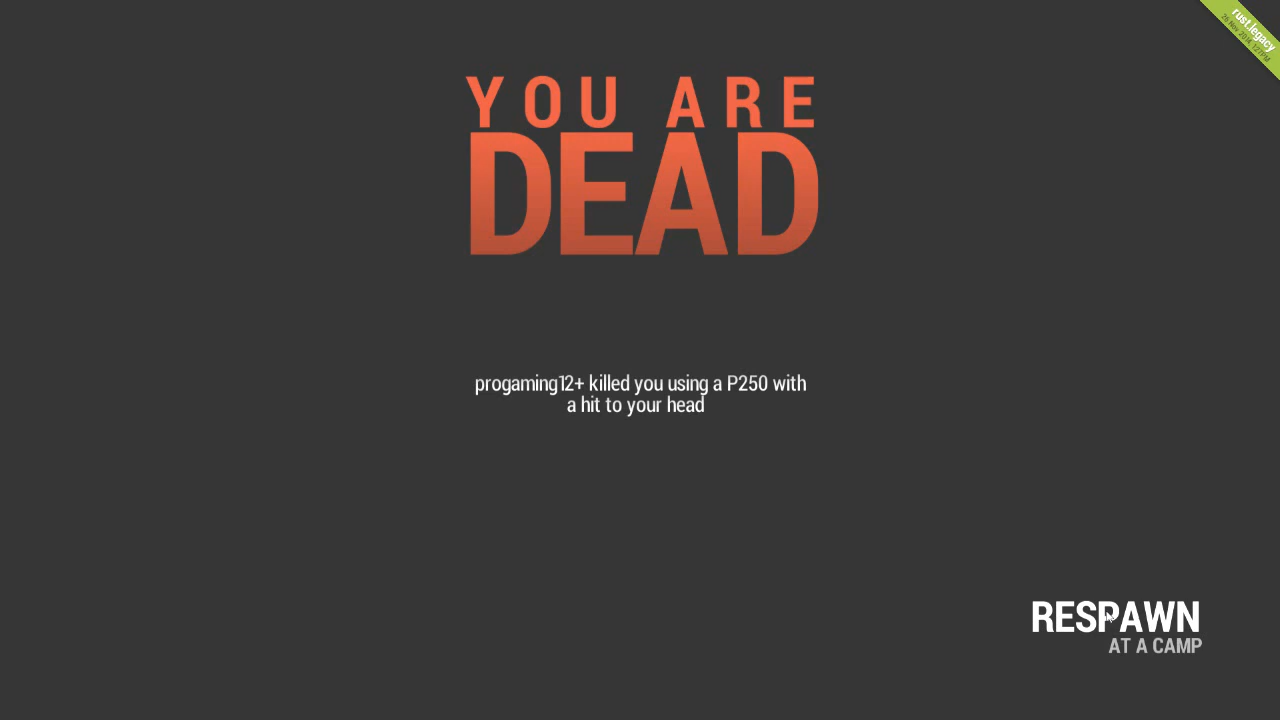 YOU ARE
DEAD
progaming12+ killed you using a P250 with
a hit to your head
RESPAWN
AT A CAMP
rust.legacy